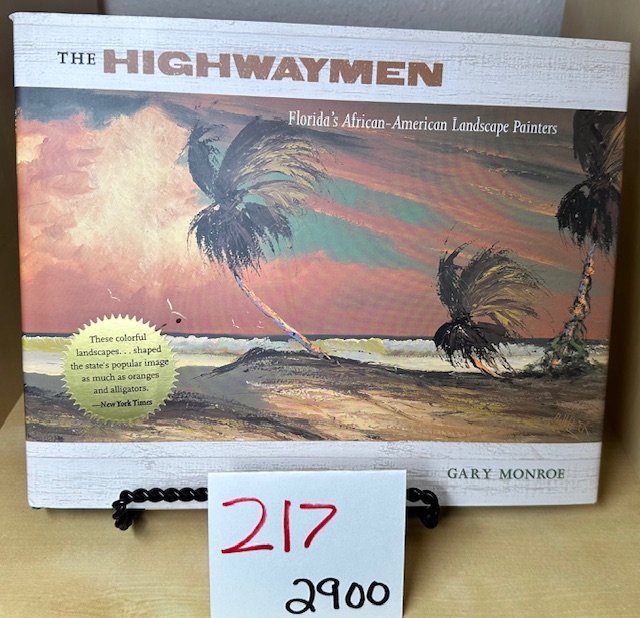 THE HIGHWAYMEN
Florida's African-American Landscape Painters
These colorful
landscapes. . . shaped
the state's popular image
as much as oranges
and alligators.
—New York Times
GARY MONROE
217
2900